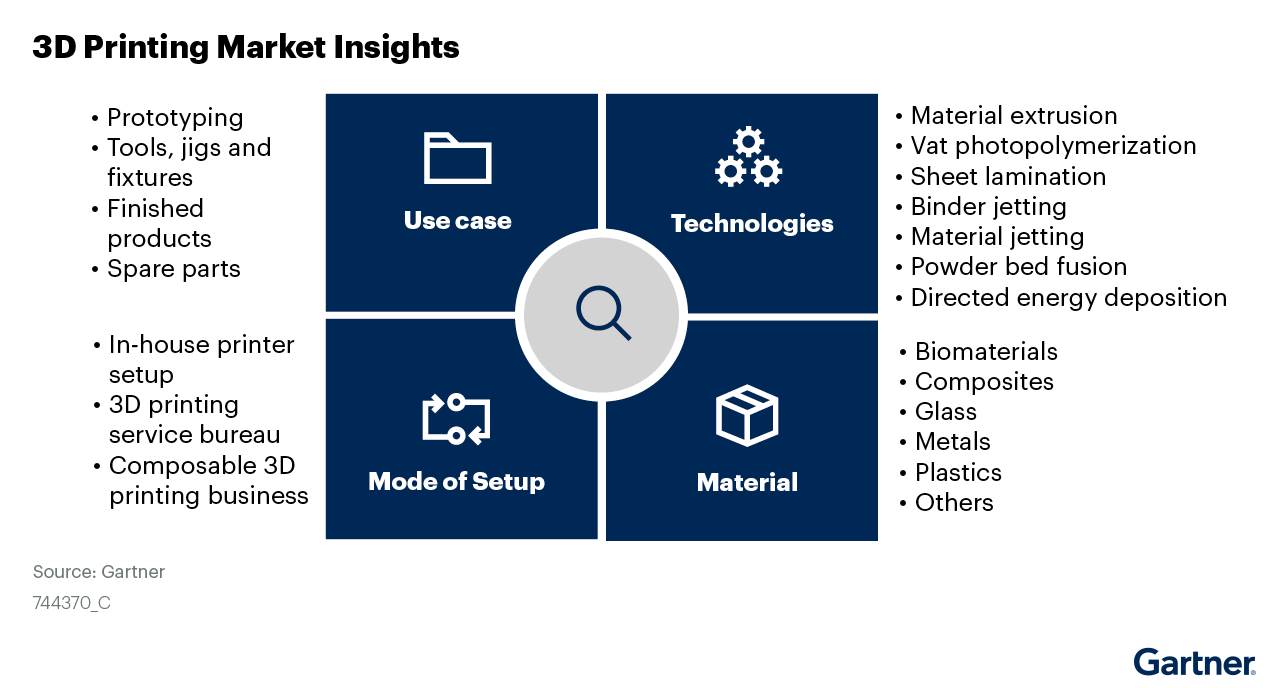 3D Printing Market Insights
• Prototyping
• Tools, jigs and
fixtures
• Finished
products
• Spare parts
Use case
Technologies
• Material extrusion
• Vat photopolymerization
• Sheet lamination
• Binder jetting
• Material jetting
• Powder bed fusion
• Directed energy deposition
• In-house printer
setup
• 3D printing
service bureau
• Composable 3D
printing business
Mode of Setup
Material
• Biomaterials
• Composites
• Glass
• Metals
• Plastics
• Others
Source: Gartner
744370_C
Gartner®